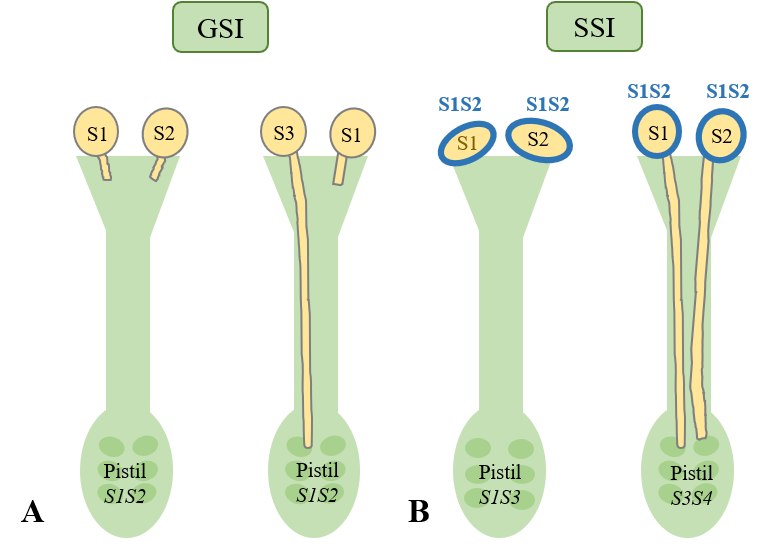 GSI
SSI
S1S2
S1S2
S1S2
S1S2
S1
S2
S3
S1
S1
S2
S1
S2
Pistil
S1S2
Pistil
S1S2
Pistil
S1S3
Pistil
S3S4
A
B